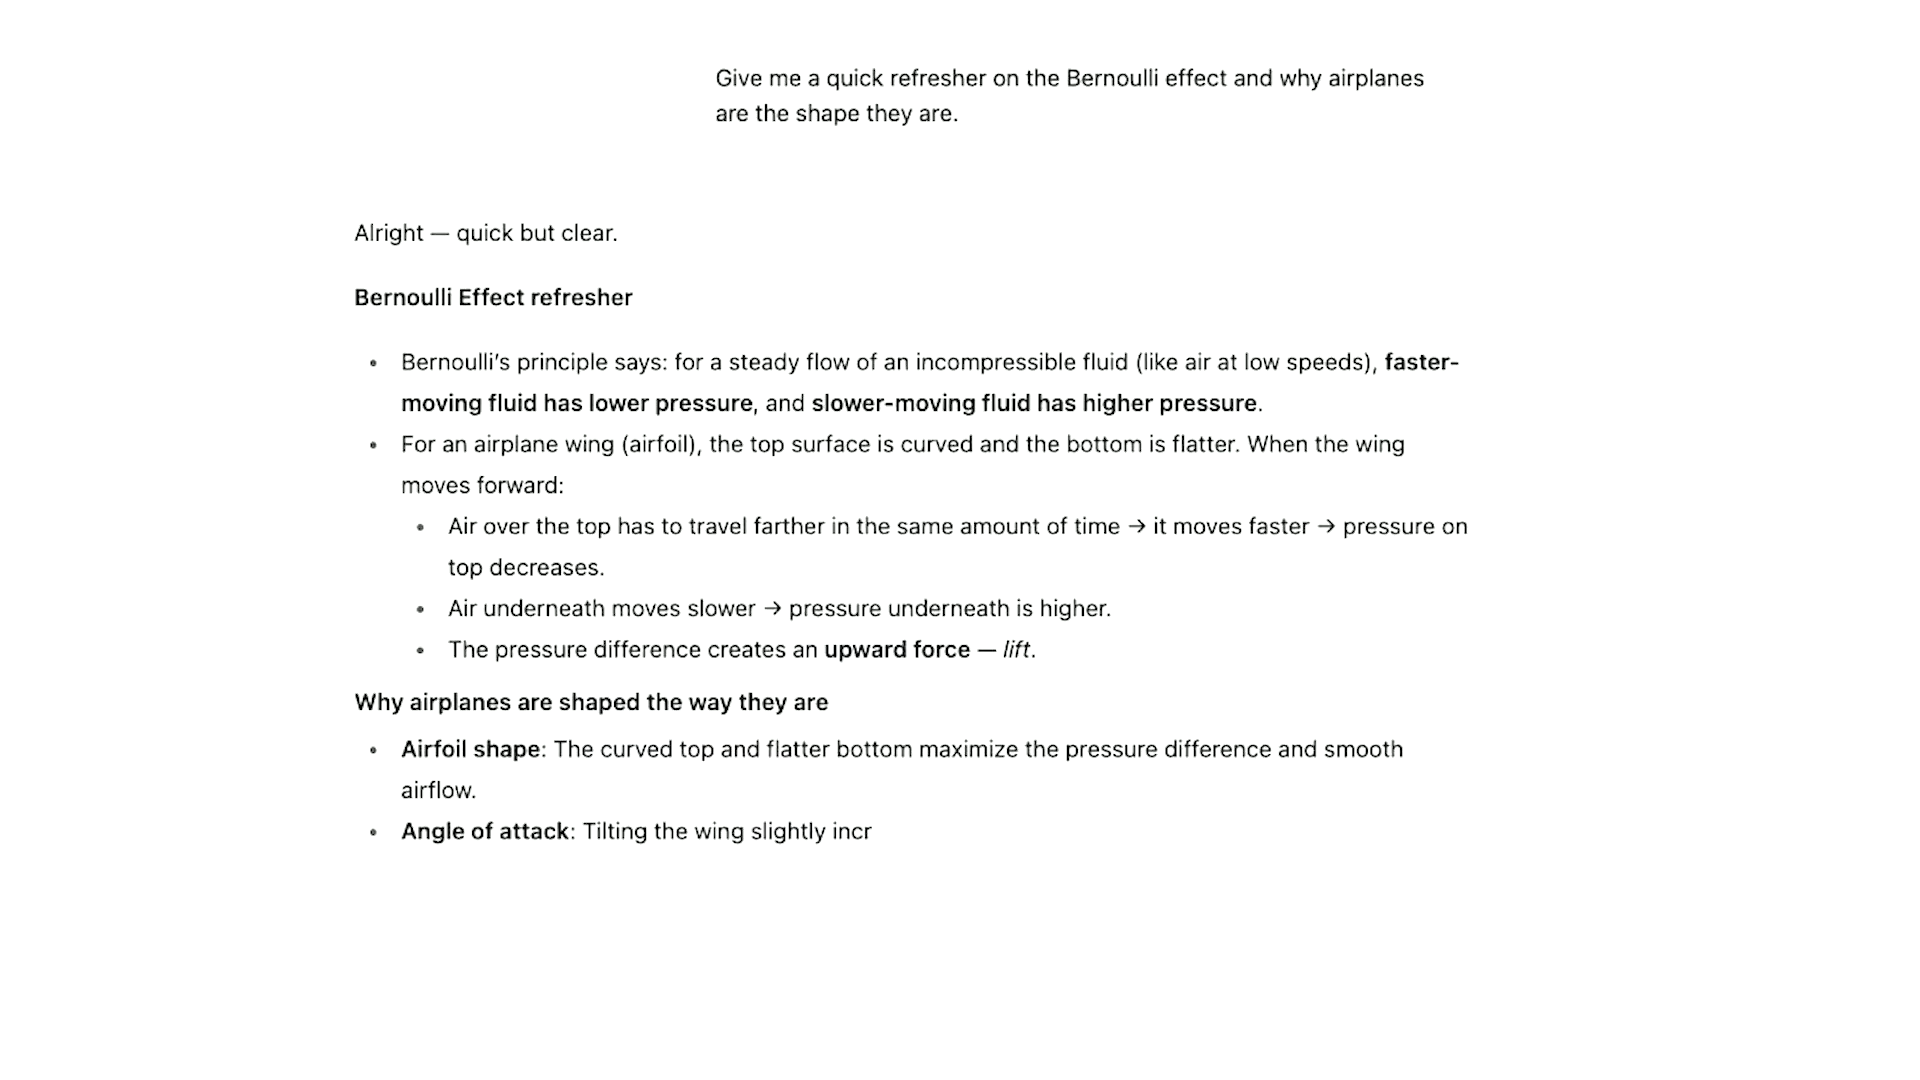 Give me a quick refresher on the Bernoulli effect and why airplanes
are the shape they are.
Alright — quick but clear.
Bernoulli Effect refresher
• Bernoulli’s principle says: for a steady flow of an incompressible fluid (like air at low speeds), faster-
moving fluid has lower pressure, and slower-moving fluid has higher pressure.
• For an airplane wing (airfoil), the top surface is curved and the bottom is flatter. When the wing
moves forward:
• Air over the top has to travel farther in the same amount of time → it moves faster → pressure on
top decreases.
• Air underneath moves slower → pressure underneath is higher.
• The pressure difference creates an upward force — lift.
Why airplanes are shaped the way they are
• Airfoil shape: The curved top and flatter bottom maximize the pressure difference and smooth
airflow.
• Angle of attack: Tilting the wing slightly incr